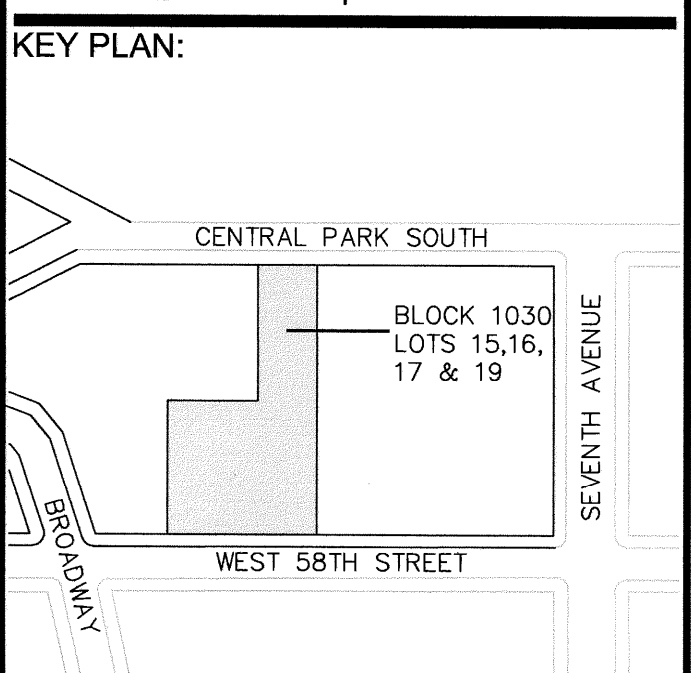 KEY PLAN:
CENTRAL PARK SOUTH
BLOCK 1030
LOTS 15,16,
17 & 19
SEVENTH AVENUE
BROADWAY
WEST 58TH STREET